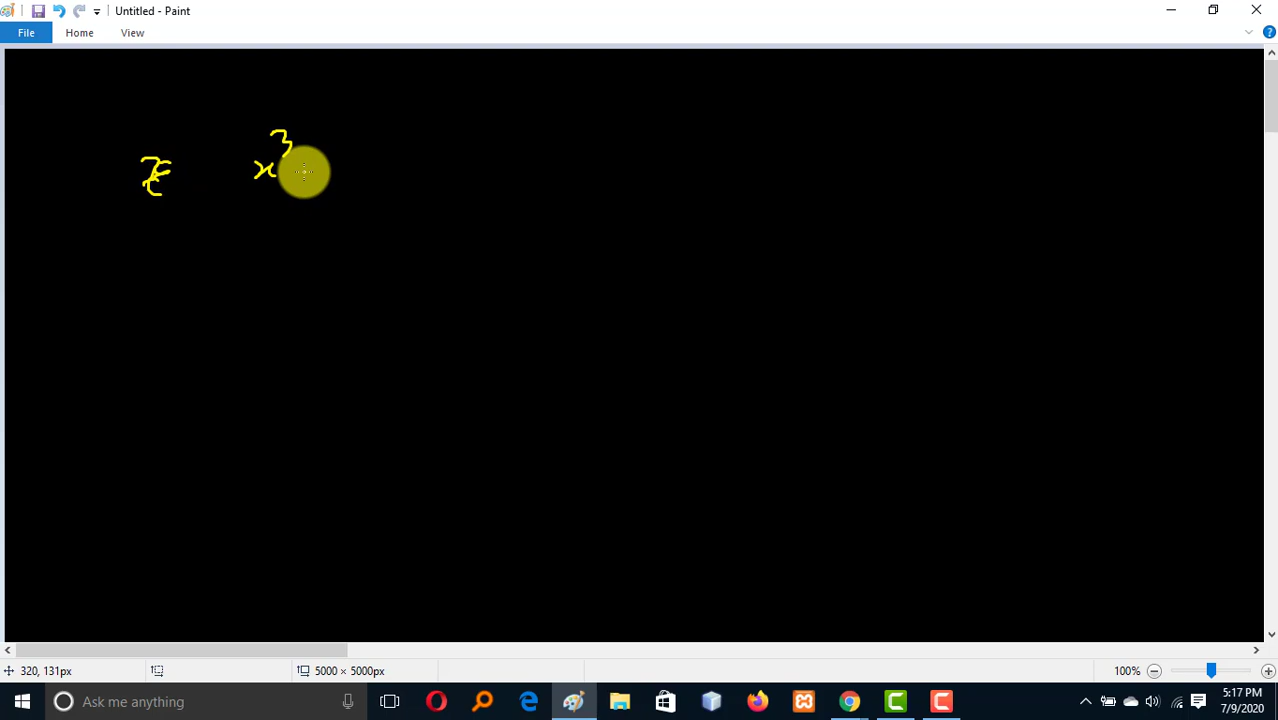 Untitled - Paint
File Home View
x³
320, 131px 5000 × 5000px 100%
Ask me anything 5:17 PM
7/9/2020